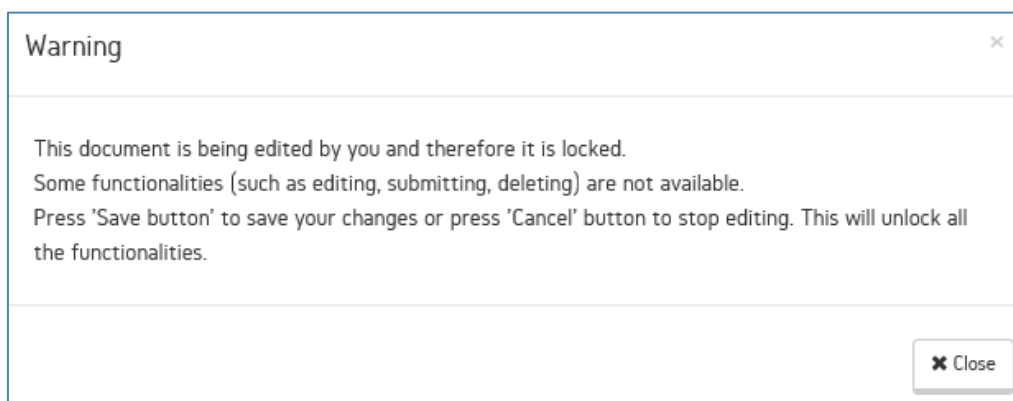 Warning
×
This document is being edited by you and therefore it is locked.
Some functionalities (such as editing, submitting, deleting) are not available.
Press 'Save button' to save your changes or press 'Cancel' button to stop editing. This will unlock all
the functionalities.
✖ Close